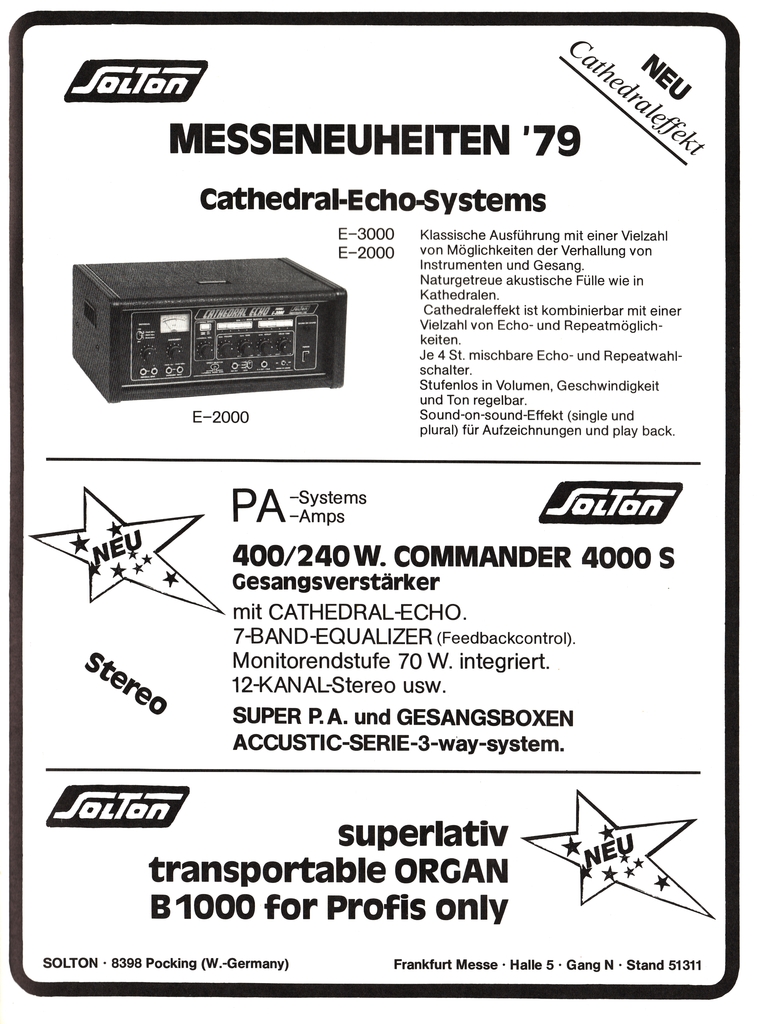 SOLTON
NEU
Cathedraleffekt
MESSENEUHEITEN '79
Cathedral-Echo-Systems
E-3000
E-2000
Klassische Ausführung mit einer Vielzahl
von Möglichkeiten der Verhallung von
Instrumenten und Gesang.
Naturgetreue akustische Fülle wie in
Kathedralen.
Cathedraleffekt ist kombinierbar mit einer
Vielzahl von Echo- und Repeatmöglich-
keiten.
Je 4 St. mischbare Echo- und Repeatwahl-
schalter.
Stufenlos in Volumen, Geschwindigkeit
und Ton regelbar.
Sound-on-sound-Effekt (single und
plural) für Aufzeichnungen und play back.
CATHEDRAL ECHO
E-2000
PA -Systems
-Amps
SOLTON
NEU
400/240 W. COMMANDER 4000 S
Gesangsverstärker
mit CATHEDRAL-ECHO.
7-BAND-EQUALIZER (Feedbackcontrol).
Monitorendstufe 70 W. integriert.
12-KANAL-Stereo usw.
stereo
SUPER P.A. und GESANGSBOXEN
ACCUSTIC-SERIE-3-way-system.
SOLTON
superlativ
transportable ORGAN
B 1000 for Profis only
NEU
SOLTON · 8398 Pocking (W.-Germany)
Frankfurt Messe · Halle 5 · Gang N · Stand 51311